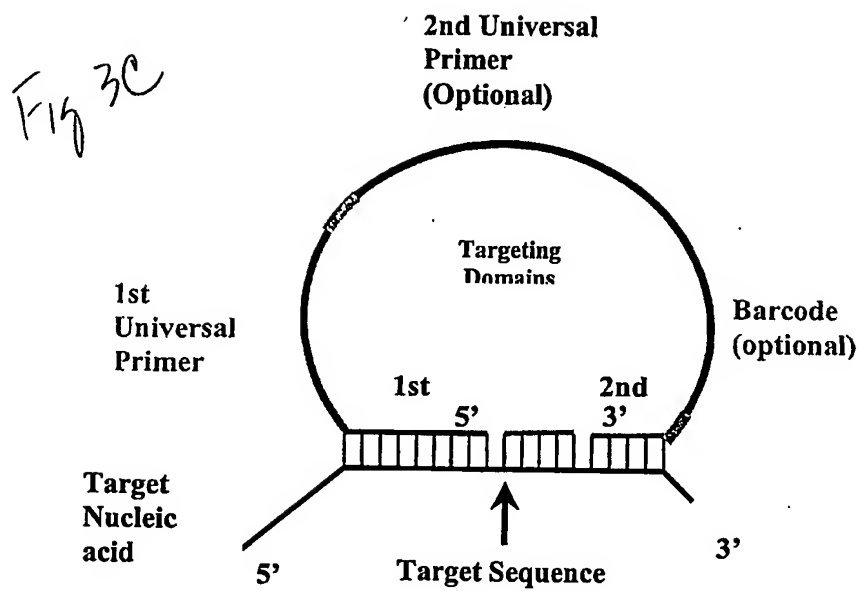 Fig 3C
2nd Universal
Primer
(Optional)
Targeting
Domains
1st
Universal
Primer
Barcode
(optional)
1st
2nd
5’
3’
Target
Nucleic
acid
5’
Target Sequence
3’